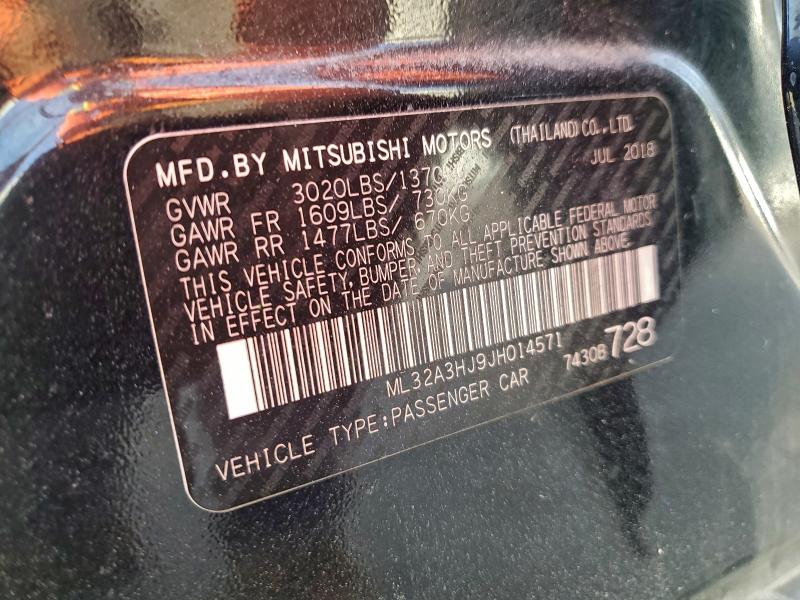 MFD.BY MITSUBISHI MOTORS (THAILAND) CO.,LTD.
JUL 2018
GVWR 3020LBS/1370
GAWR FR 1609LBS/ 730KG
GAWR RR 1477LBS/ 670KG
THIS VEHICLE CONFORMS TO ALL APPLICABLE FEDERAL MOTOR
VEHICLE SAFETY, BUMPER, AND THEFT PREVENTION STANDARDS
IN EFFECT ON THE DATE OF MANUFACTURE SHOWN ABOVE.
ML32A3HJ9JH014571
7430B 728
VEHICLE TYPE:PASSENGER CAR